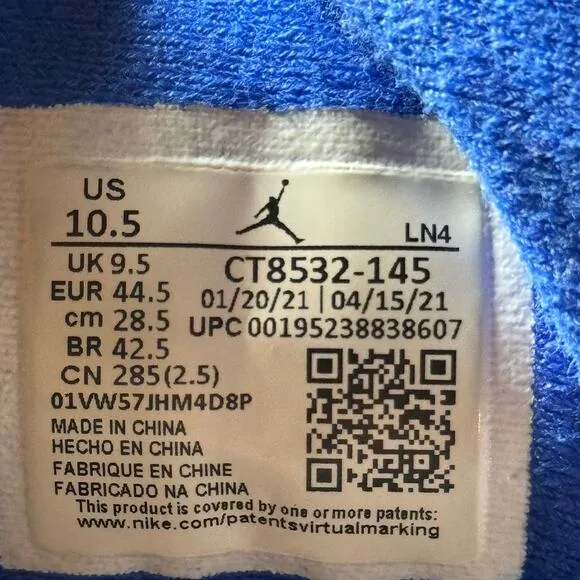 US
10.5
LN4
UK 9.5
EUR 44.5
cm 28.5
BR 42.5
CN 285(2.5)
CT8532-145
01/20/21 | 04/15/21
UPC 00195238838607
01VW57JHM4D8P
MADE IN CHINA
HECHO EN CHINA
FABRIQUE EN CHINE
FABRICADO NA CHINA
This product is covered by one or more patents:
www.nike.com/patentsvirtualmarking